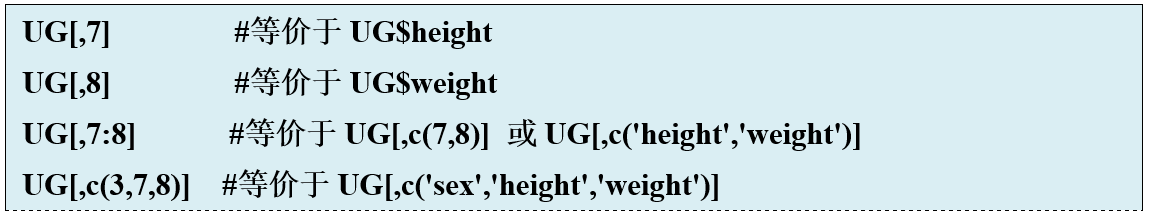 UG[,7] #等价于 UG$height
UG[,8] #等价于 UG$weight
UG[,7:8] #等价于 UG[,c(7,8)] 或 UG[,c('height','weight')]
UG[,c(3,7,8)] #等价于 UG[,c('sex','height','weight')]